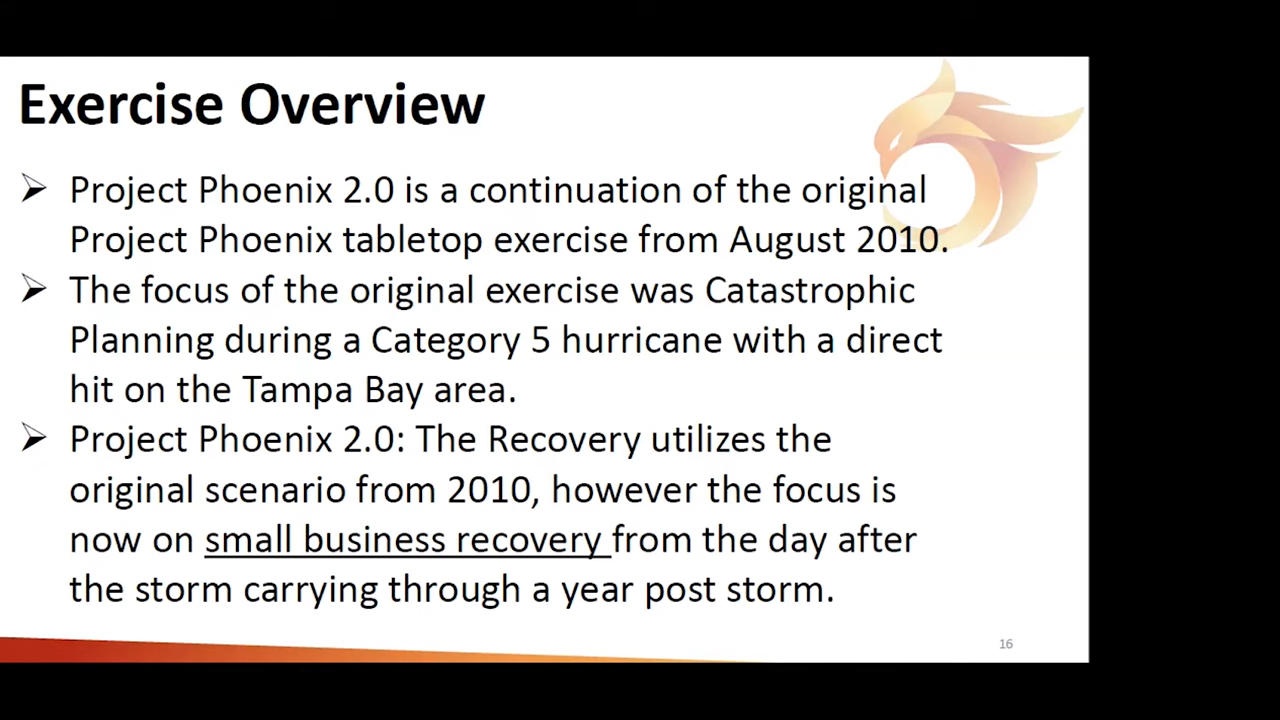 Exercise Overview
➢ Project Phoenix 2.0 is a continuation of the original
Project Phoenix tabletop exercise from August 2010.
➢ The focus of the original exercise was Catastrophic
Planning during a Category 5 hurricane with a direct
hit on the Tampa Bay area.
➢ Project Phoenix 2.0: The Recovery utilizes the
original scenario from 2010, however the focus is
now on small business recovery from the day after
the storm carrying through a year post storm.
16